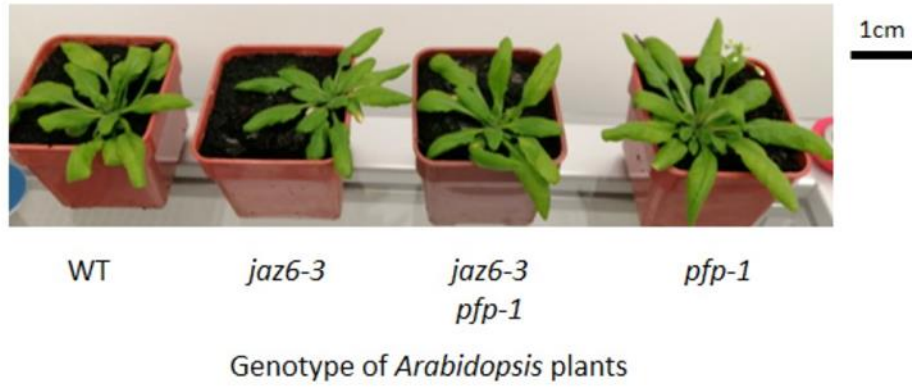 1cm
WT jaz6-3 jaz6-3 pfp-1
pfp-1
Genotype of Arabidopsis plants